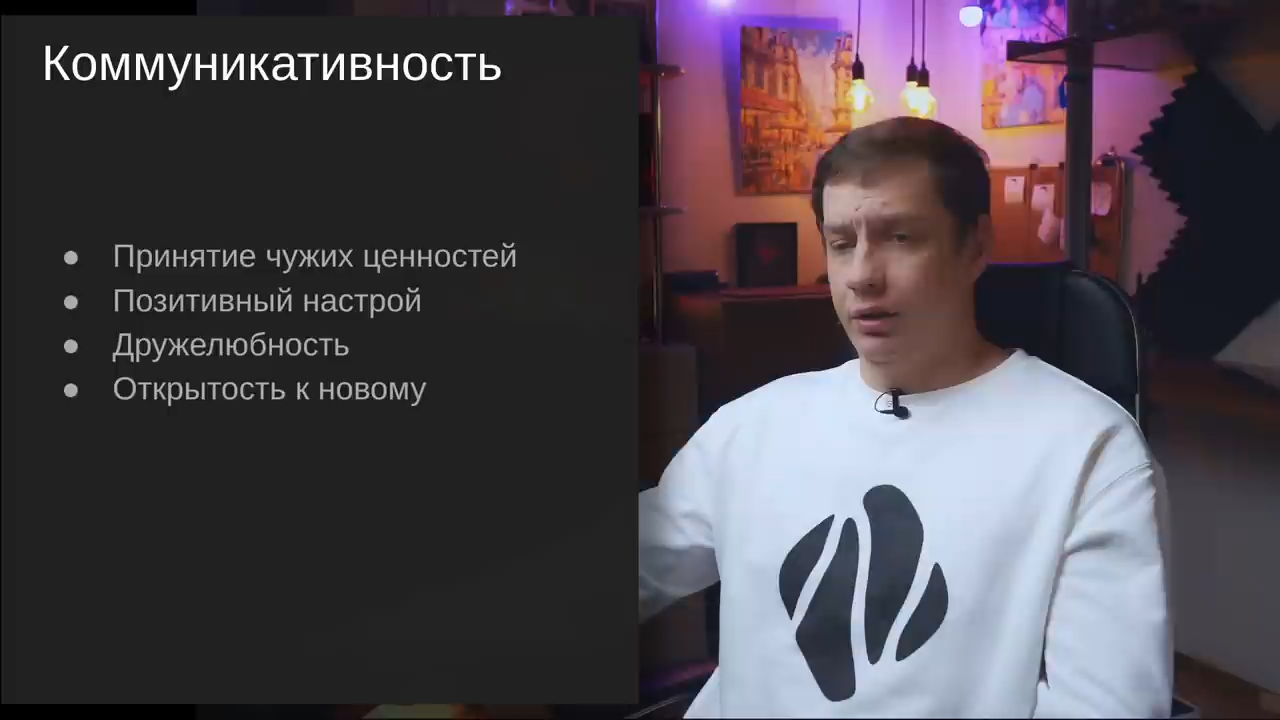 Коммуникативность
● Принятие чужих ценностей
● Позитивный настрой
● Дружелюбность
● Открытость к новому